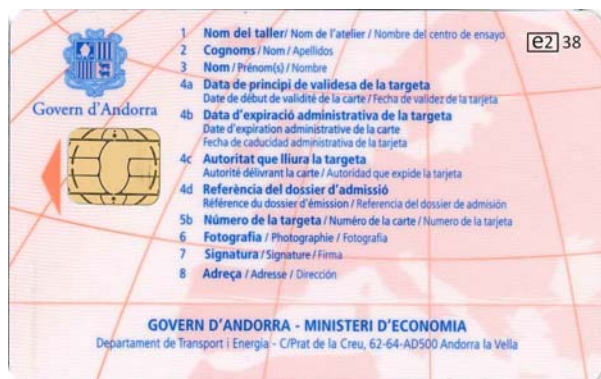 1 Nom del taller/ Nom de l'atelier / Nombre del centro de ensayo
e2 38
2 Cognoms / Nom / Apellidos
3 Nom / Prénom(s) / Nombre
4a Data de principi de validesa de la targeta
Date de début de validité de la carte / Fecha de validez de la tarjeta
Govern d'Andorra
4b Data d'expiració administrativa de la targeta
Date d'expiration administrative de la carte
Fecha de caducidad administrativa de la tarjeta
4c Autoritat que lliura la targeta
Autorité délivrant la carte / Autoridad que expide la tarjeta
4d Referència del dossier d'admissió
Référence du dossier d'émission / Referencia del dossier de admisión
5b Número de la targeta / Numéro de la carte / Numero de la tarjeta
6 Fotografia / Photographie / Fotografia
7 Signatura / Signature / Firma
8 Adreça / Adresse / Dirección
GOVERN D'ANDORRA - MINISTERI D'ECONOMIA
Departament de Transport i Energia - C/Prat de la Creu, 62-64-AD500 Andorra la Vella